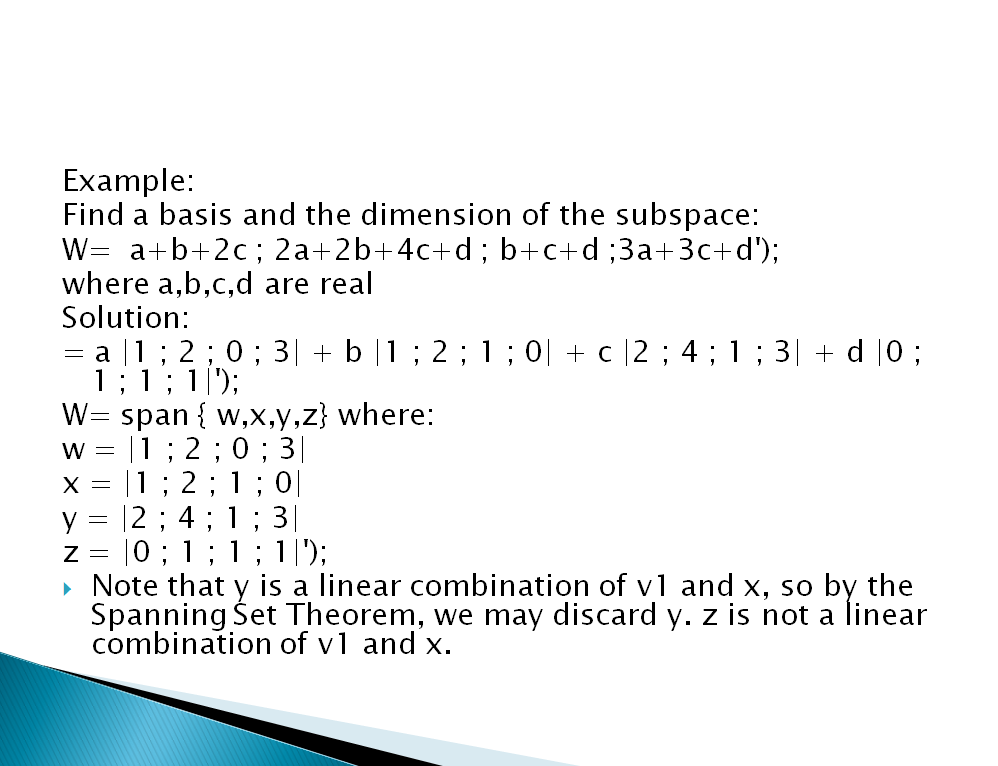 Example:
Find a basis and the dimension of the subspace:
W=  a+b+2c ; 2a+2b+4c+d ; b+c+d ;3a+3c+d');
where a,b,c,d are real
Solution:
= a |1 ; 2 ; 0 ; 3| + b |1 ; 2 ; 1 ; 0| + c |2 ; 4 ; 1 ; 3| + d |0 ;
1 ; 1 ; 1|');
W= span { w,x,y,z} where:
w = |1 ; 2 ; 0 ; 3|
x = |1 ; 2 ; 1 ; 0|
y = |2 ; 4 ; 1 ; 3|
z = |0 ; 1 ; 1 ; 1|');
Note that y is a linear combination of v1 and x, so by the
Spanning Set Theorem, we may discard y. z is not a linear
combination of v1 and x.